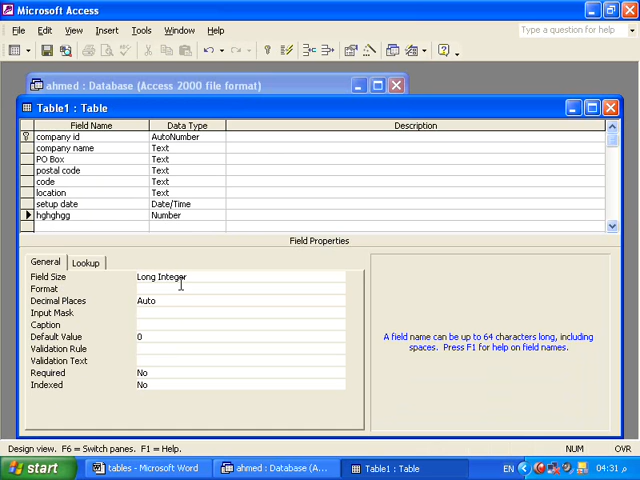 Microsoft Access
File Edit View Insert Tools Window Help
Type a question for help
ahmed : Database (Access 2000 file format)
Table1 : Table
Field Name Data Type Description
company id AutoNumber
company name Text
PO Box Text
postal code Text
code Text
location Text
setup date Date/Time
hghghgg Number
Field Properties
General Lookup
Field Size Long Integer
Format
Decimal Places Auto
Input Mask
Caption
Default Value 0
Validation Rule
Validation Text
Required No
Indexed No
A field name can be up to 64 characters long, including
spaces. Press F1 for help on field names.
Design view. F6 = Switch panes. F1 = Help.
NUM OVR
start
tables - Microsoft Word
ahmed : Database (A...
Table1 : Table
EN
04:31 م